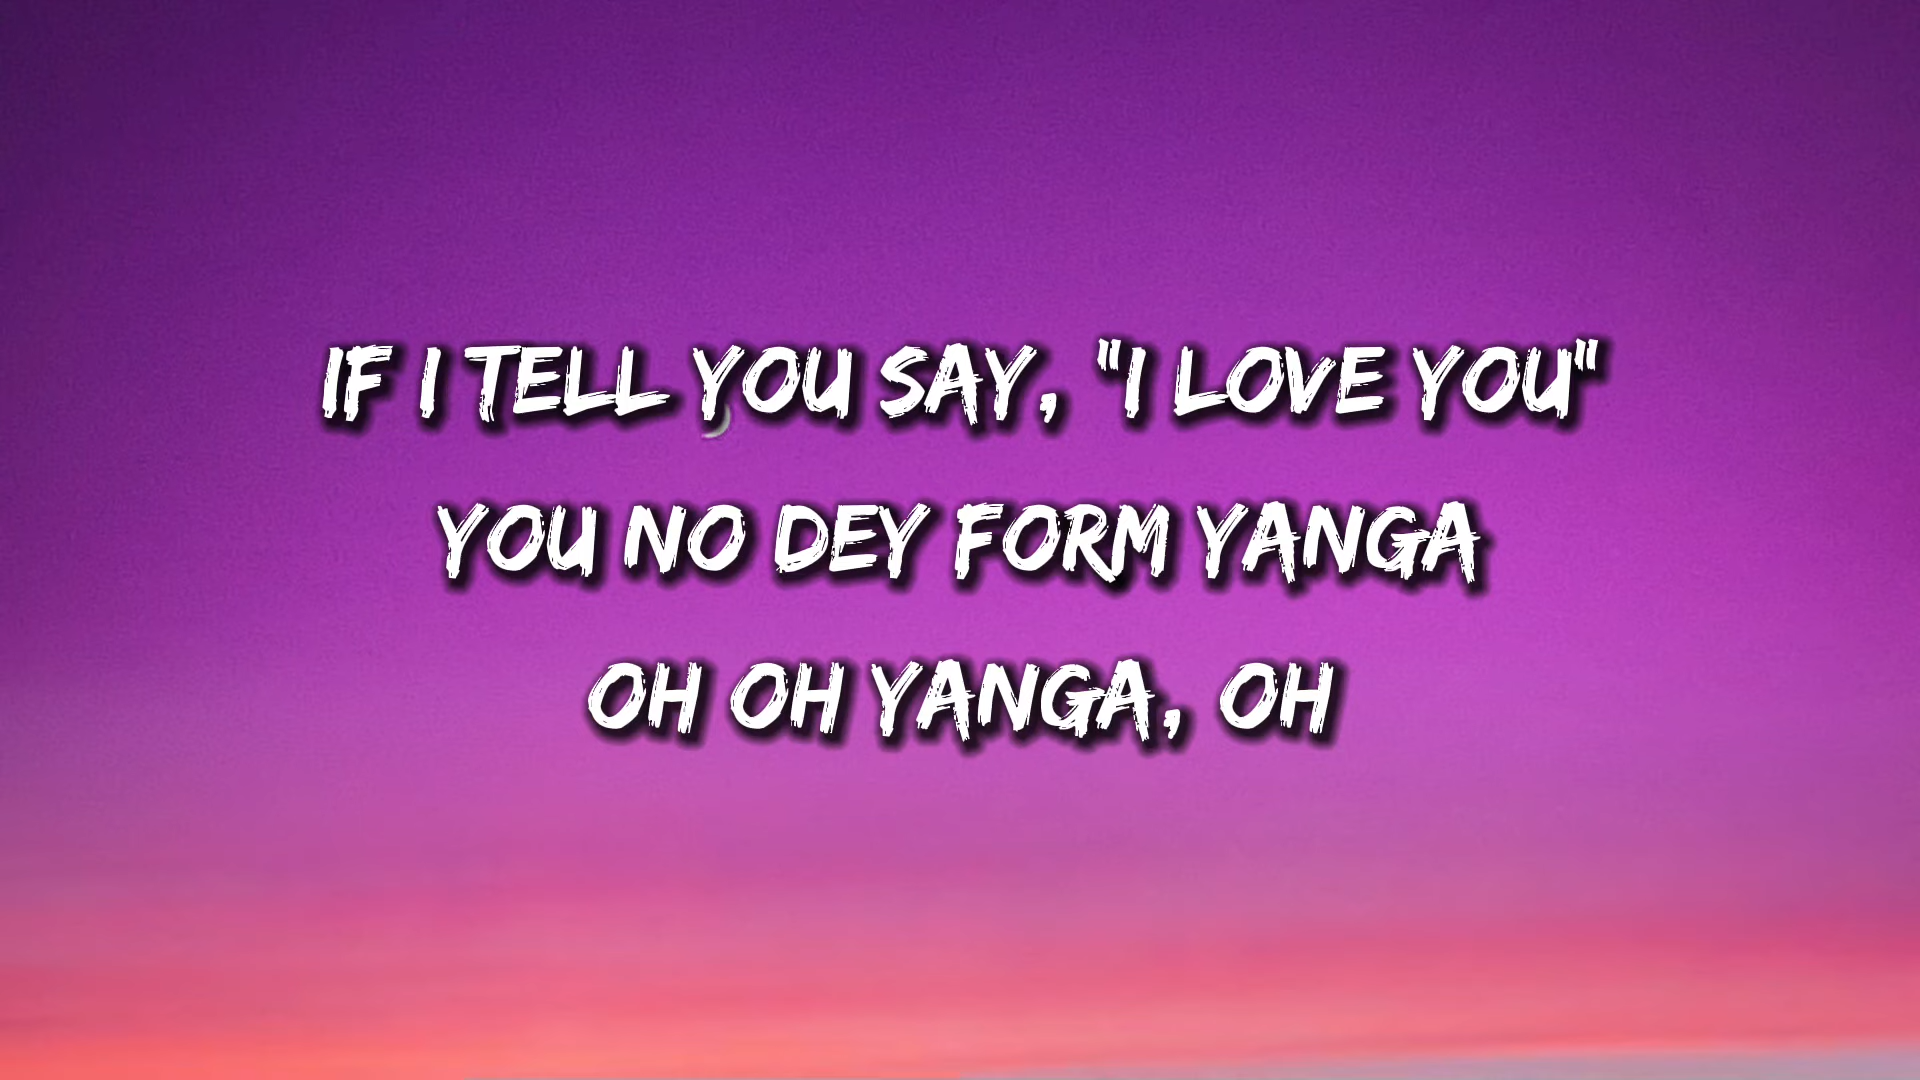 IF I TELL YOU SAY, "I LOVE YOU"
YOU NO DEY FORM YANGA
OH OH YANGA, OH